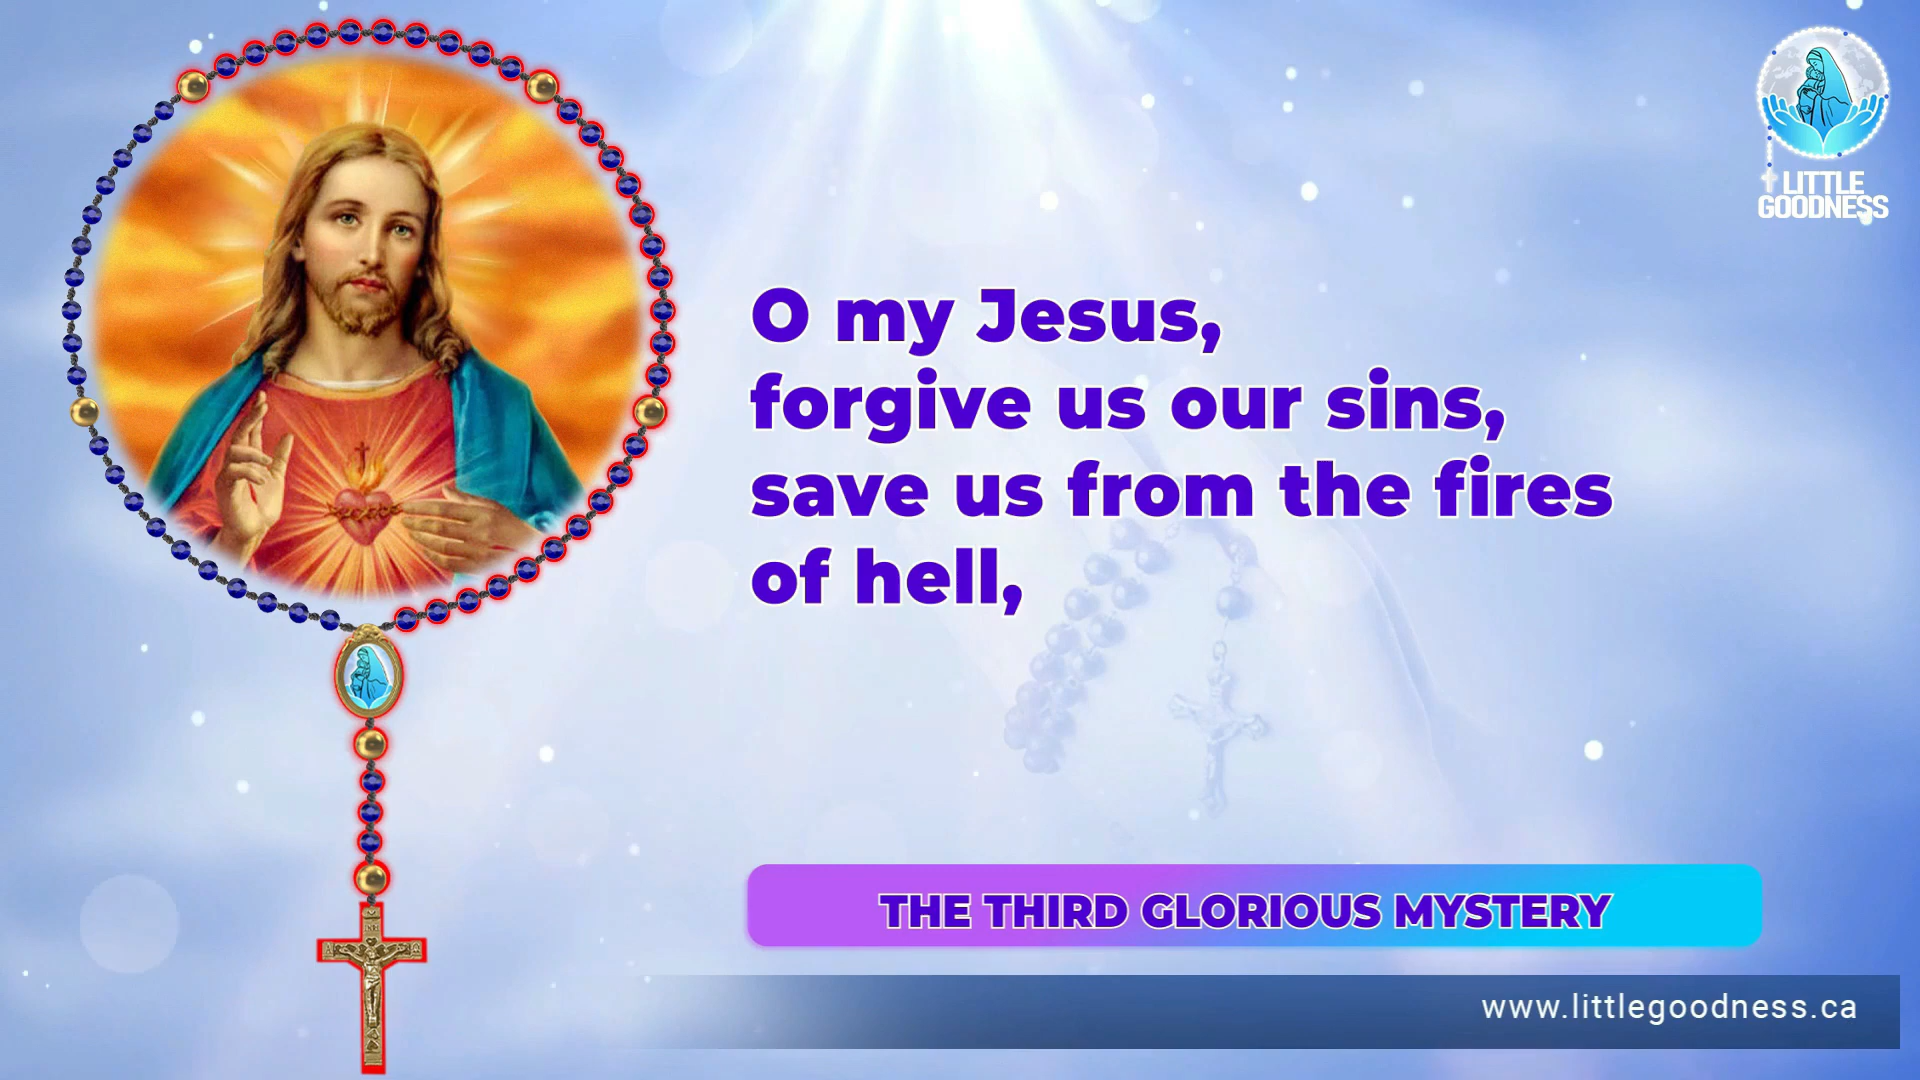 LITTLE
GOODNESS
O my Jesus,
forgive us our sins,
save us from the fires
of hell,
INRI
THE THIRD GLORIOUS MYSTERY
www.littlegoodness.ca